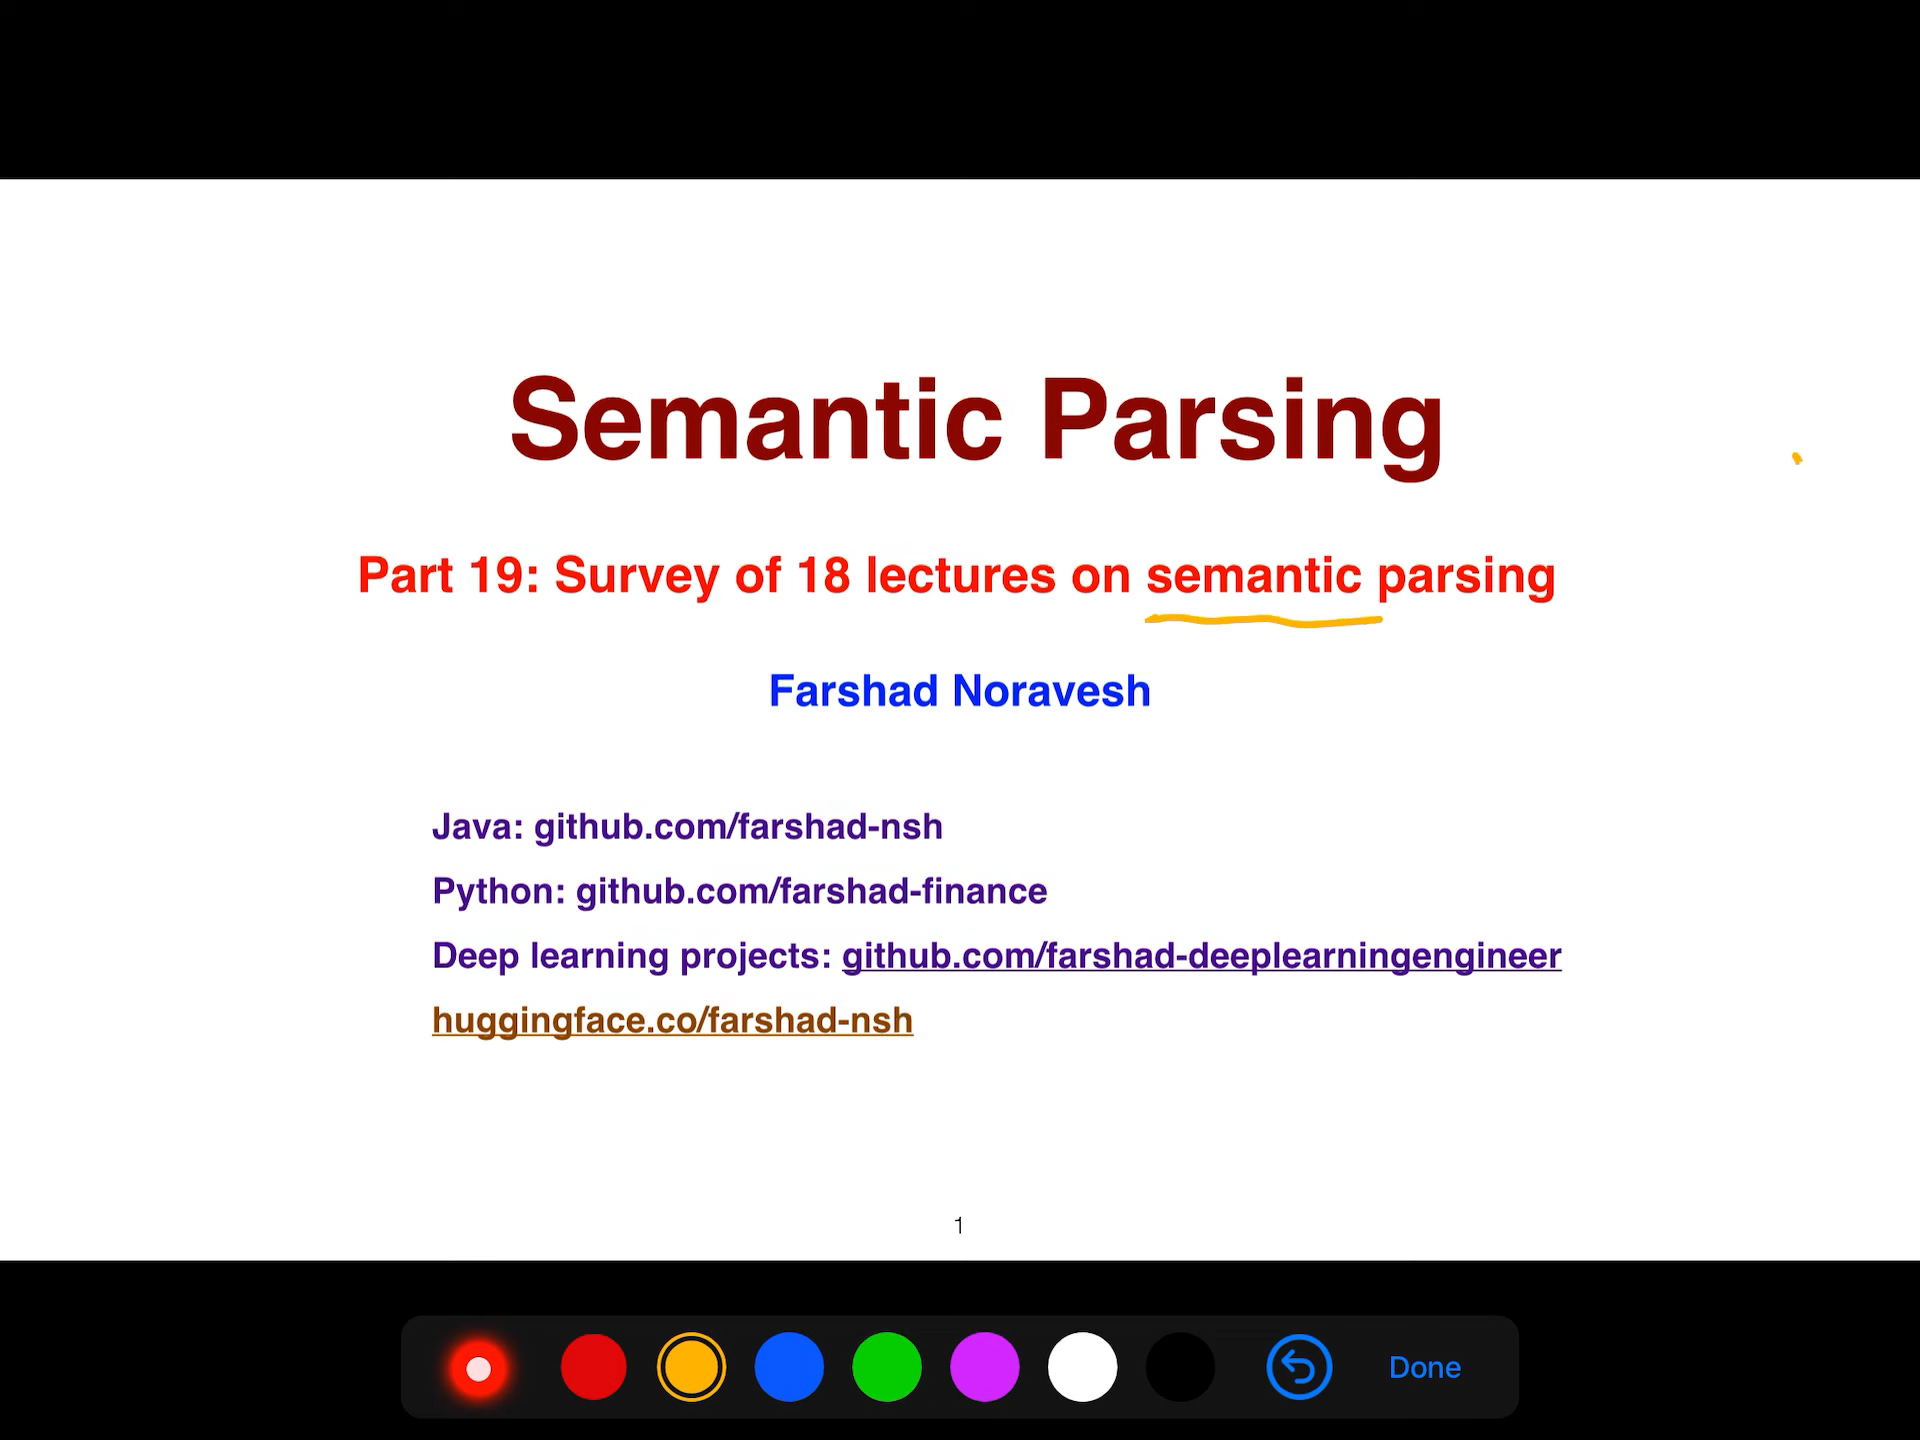 Semantic Parsing
Part 19: Survey of 18 lectures on semantic parsing
Farshad Noravesh
Java: github.com/farshad-nsh
Python: github.com/farshad-finance
Deep learning projects: github.com/farshad-deeplearningengineer
huggingface.co/farshad-nsh
1
Done